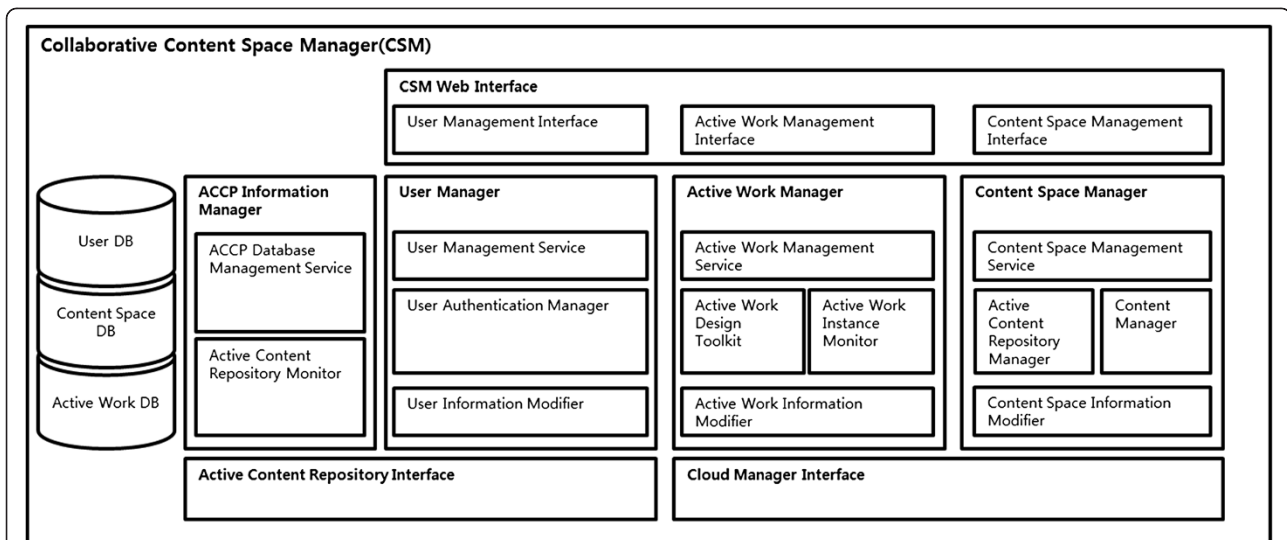 Collaborative Content Space Manager(CSM)
CSM Web Interface
User Management Interface
Active Work Management
Interface
Content Space Management
Interface
User DB
Content Space
DB
Active Work DB
ACCP Information
Manager
ACCP Database
Management Service
Active Content
Repository Monitor
User Manager
User Management Service
User Authentication Manager
User Information Modifier
Active Work Manager
Active Work Management
Service
Active Work
Design
Toolkit
Active Work
Instance
Monitor
Active Work Information
Modifier
Content Space Manager
Content Space Management
Service
Active
Content
Repository
Manager
Content
Manager
Content Space Information
Modifier
Active Content Repository Interface
Cloud Manager Interface